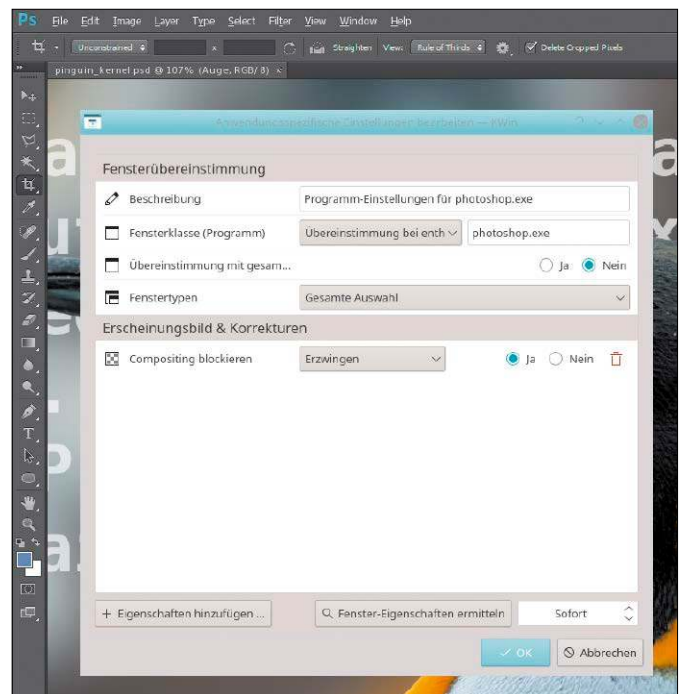 Ps File Edit Image Layer Type Select Filter View Window Help
Unconstrained x Straighten View: Rule of Thirds Delete Cropped Pixels
pinguin_kernel.psd @ 107% (Auge, RGB/8) ×
Anwendungsspezifische Einstellungen bearbeiten — KWin
Fensterübereinstimmung
Beschreibung Programm-Einstellungen für photoshop.exe
Fensterklasse (Programm) Übereinstimmung bei enth photoshop.exe
Übereinstimmung mit gesam... Ja Nein
Fenstertypen Gesamte Auswahl
Erscheinungsbild & Korrekturen
Compositing blockieren Erzwingen Ja Nein
+ Eigenschaften hinzufügen ... Fenster-Eigenschaften ermitteln Sofort
OK Abbrechen